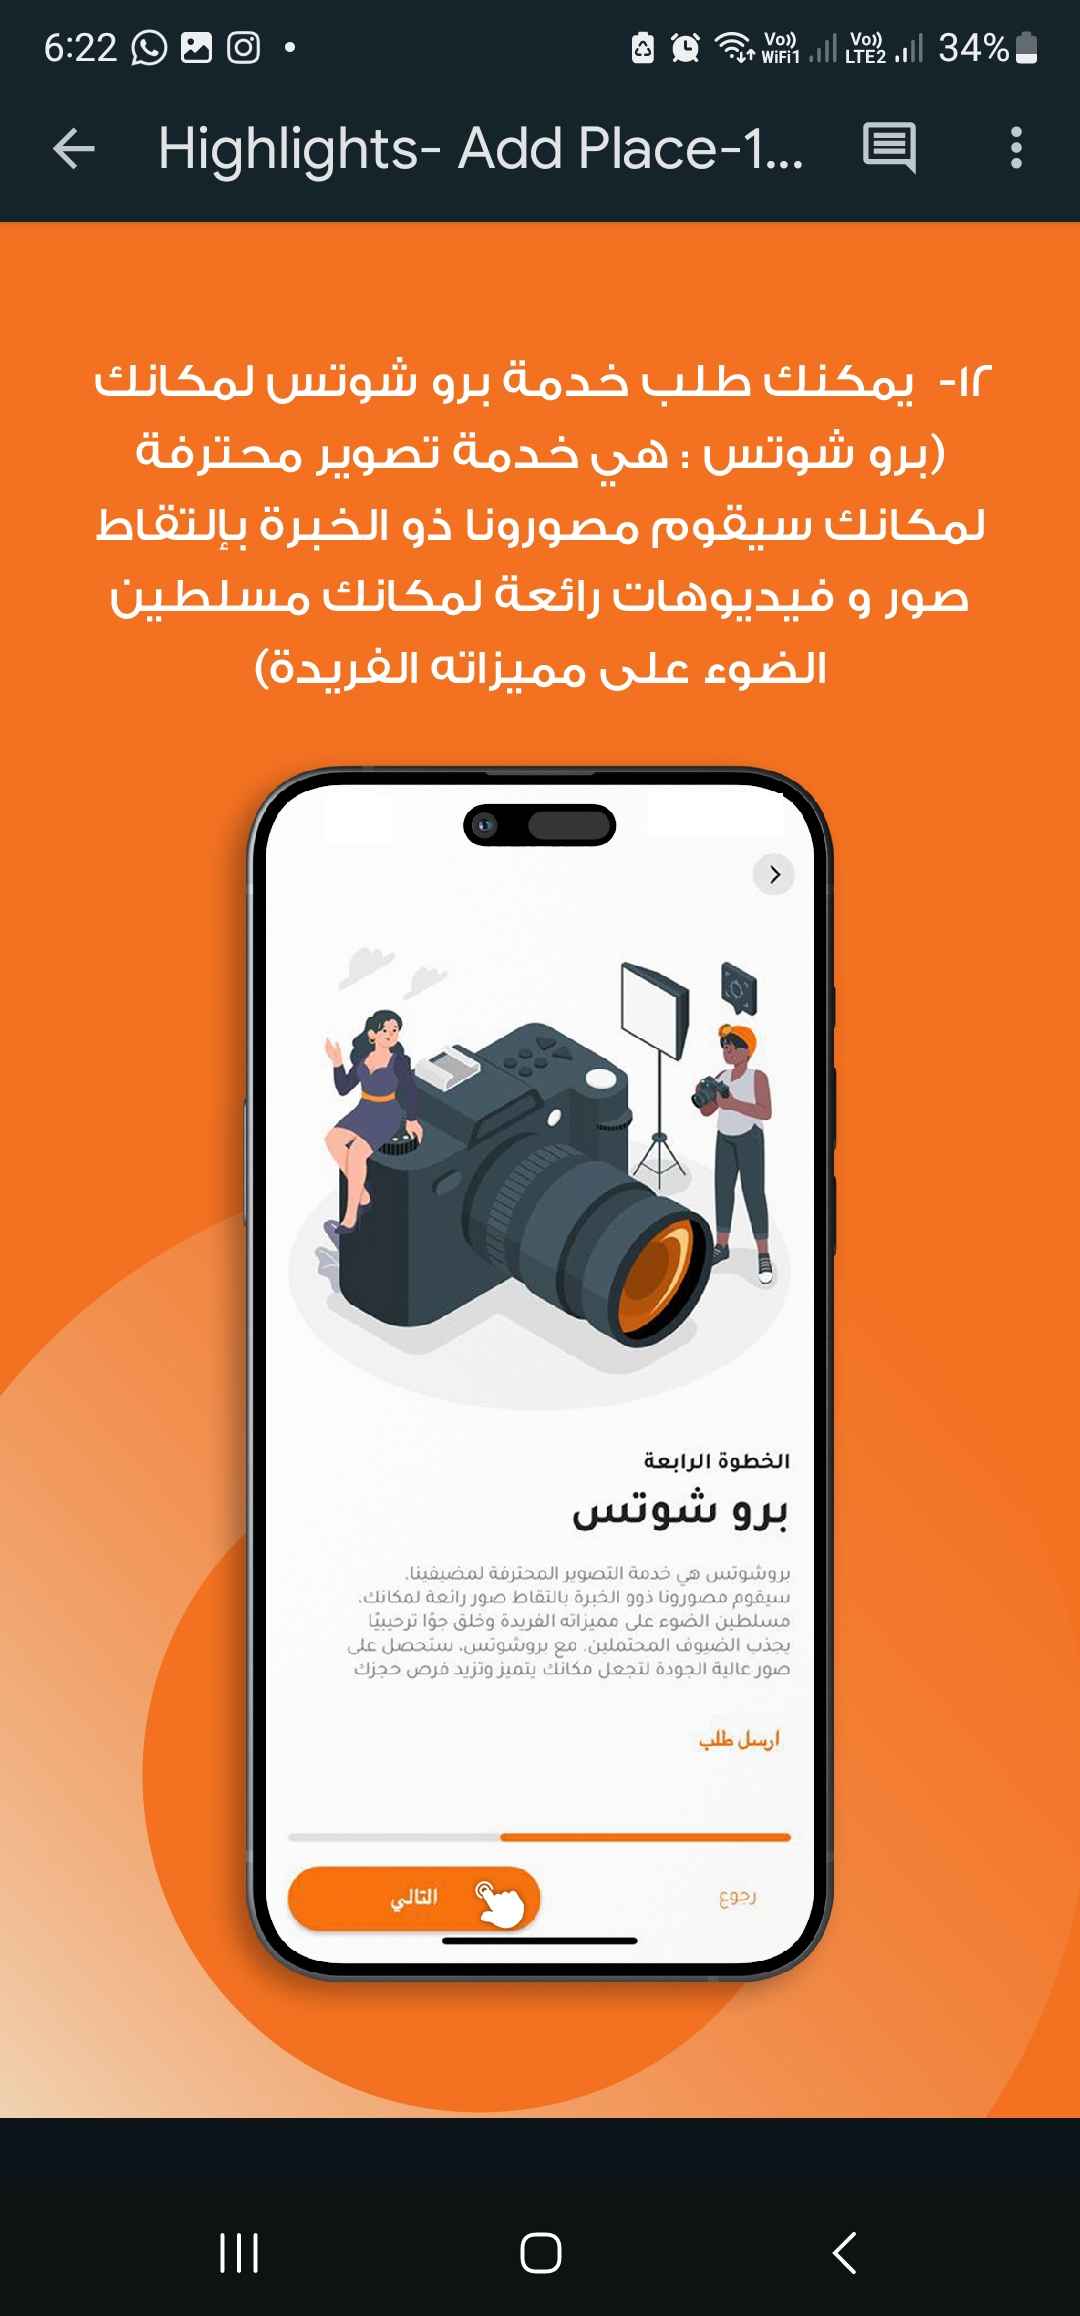 6:22
Vo)) WiFi1
Vo)) LTE2
34%
Highlights- Add Place-1...
١٢- يمكنك طلب خدمة برو شوتس لمكانك
(برو شوتس : هي خدمة تصوير محترفة
لمكانك سيقوم مصورونا ذو الخبرة بإلتقاط
صور و فيديوهات رائعة لمكانك مسلطين
الضوء على مميزاته الفريدة)
الخطوة الرابعة
برو شوتس
بروشوتس هي خدمة التصوير المحترفة لمضيفينا.
سيقوم مصورونا ذوو الخبرة بالتقاط صور رائعة لمكانك،
مسلطين الضوء على مميزاته الفريدة وخلق جوًا ترحيبيًا
يجذب الضيوف المحتملين. مع بروشوتس، ستحصل على
صور عالية الجودة لتجعل مكانك يتميز وتزيد فرص حجزك
ارسل طلب
رجوع
التالي